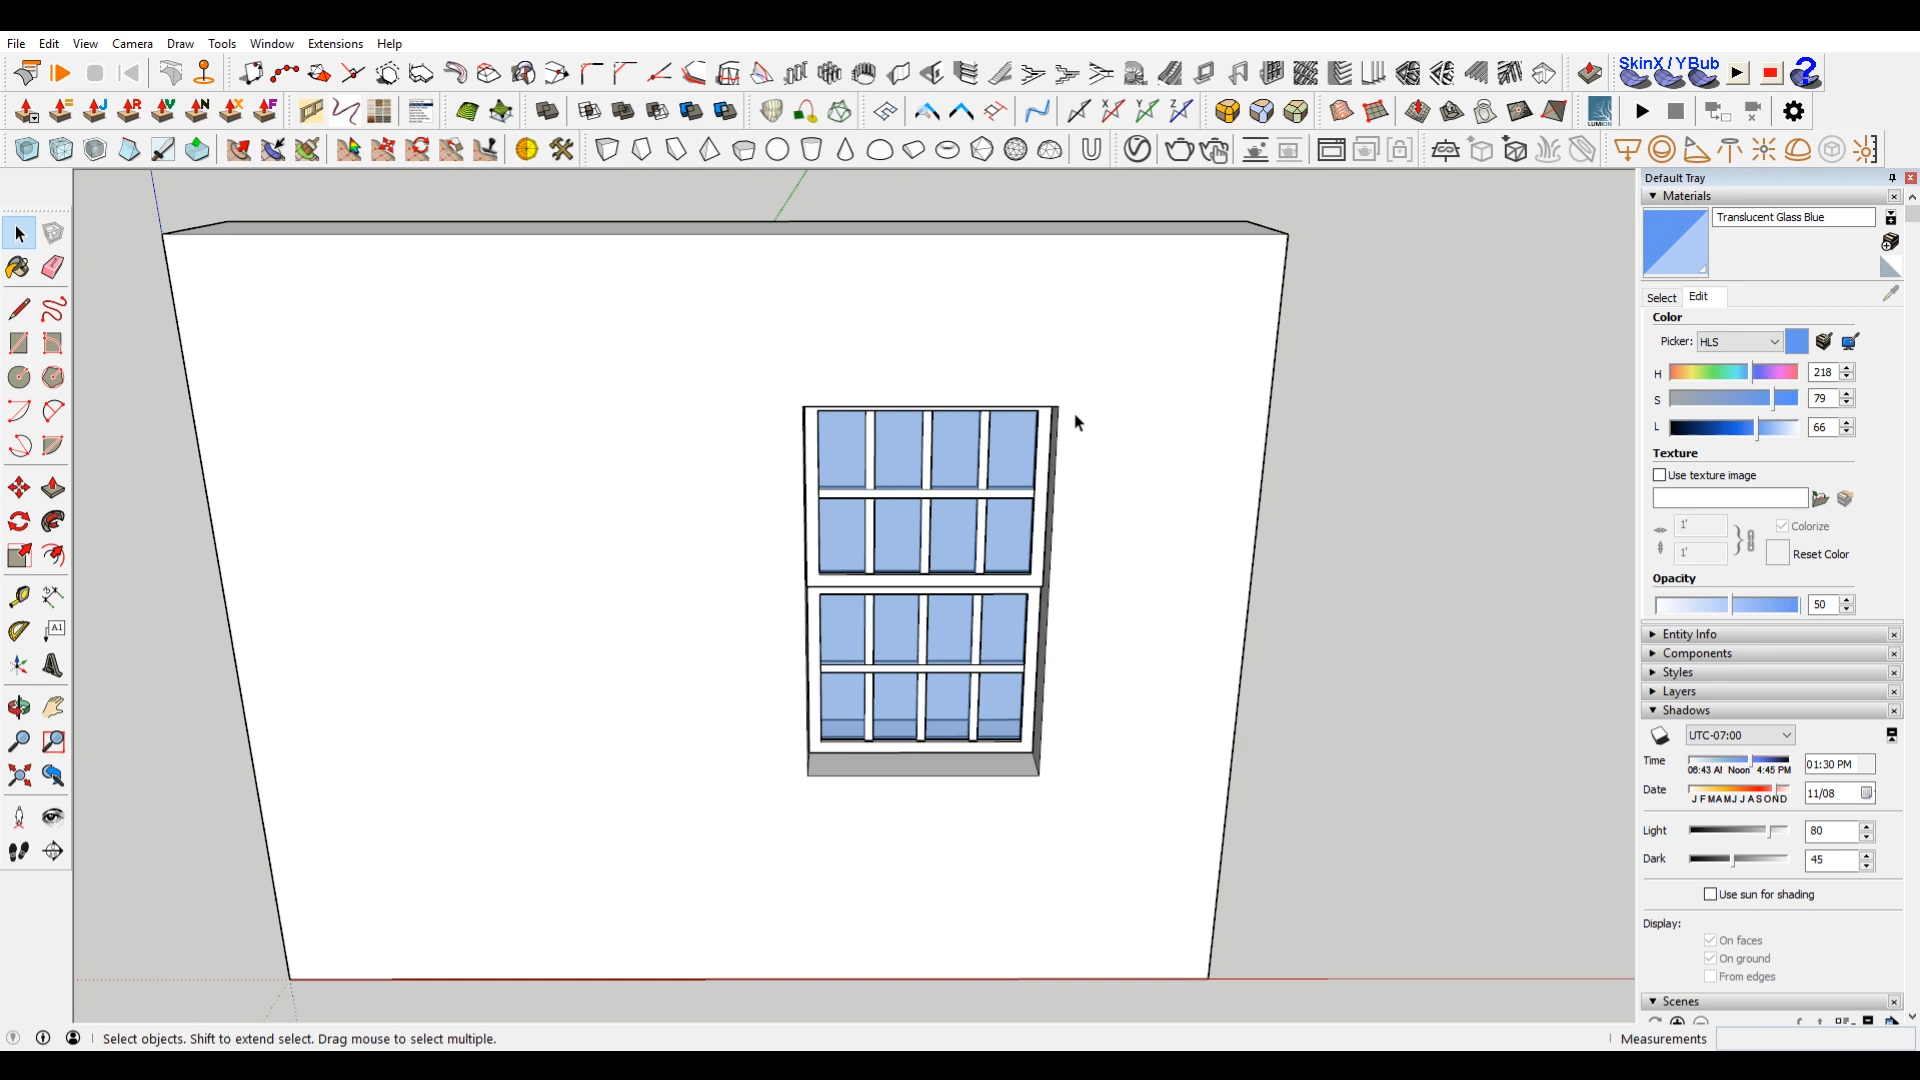 File Edit View Camera Draw Tools Window Extensions Help
SkinX / YBub
J R V N X F
LUMION
X Y Z
A1
Default Tray
Materials
Translucent Glass Blue
Select Edit
Color
Picker: HLS
H 218
S 79
L 66
Texture
Use texture image
1' Colorize
1' Reset Color
Opacity
50
Entity Info
Components
Styles
Layers
Shadows
UTC-07:00
Time 06:43 AI Noon 4:45 PM 01:30 PM
Date J F M A M J J A S O N D 11/08
Light 80
Dark 45
Use sun for shading
Display:
On faces
On ground
From edges
Scenes
Select objects. Shift to extend select. Drag mouse to select multiple.
Measurements